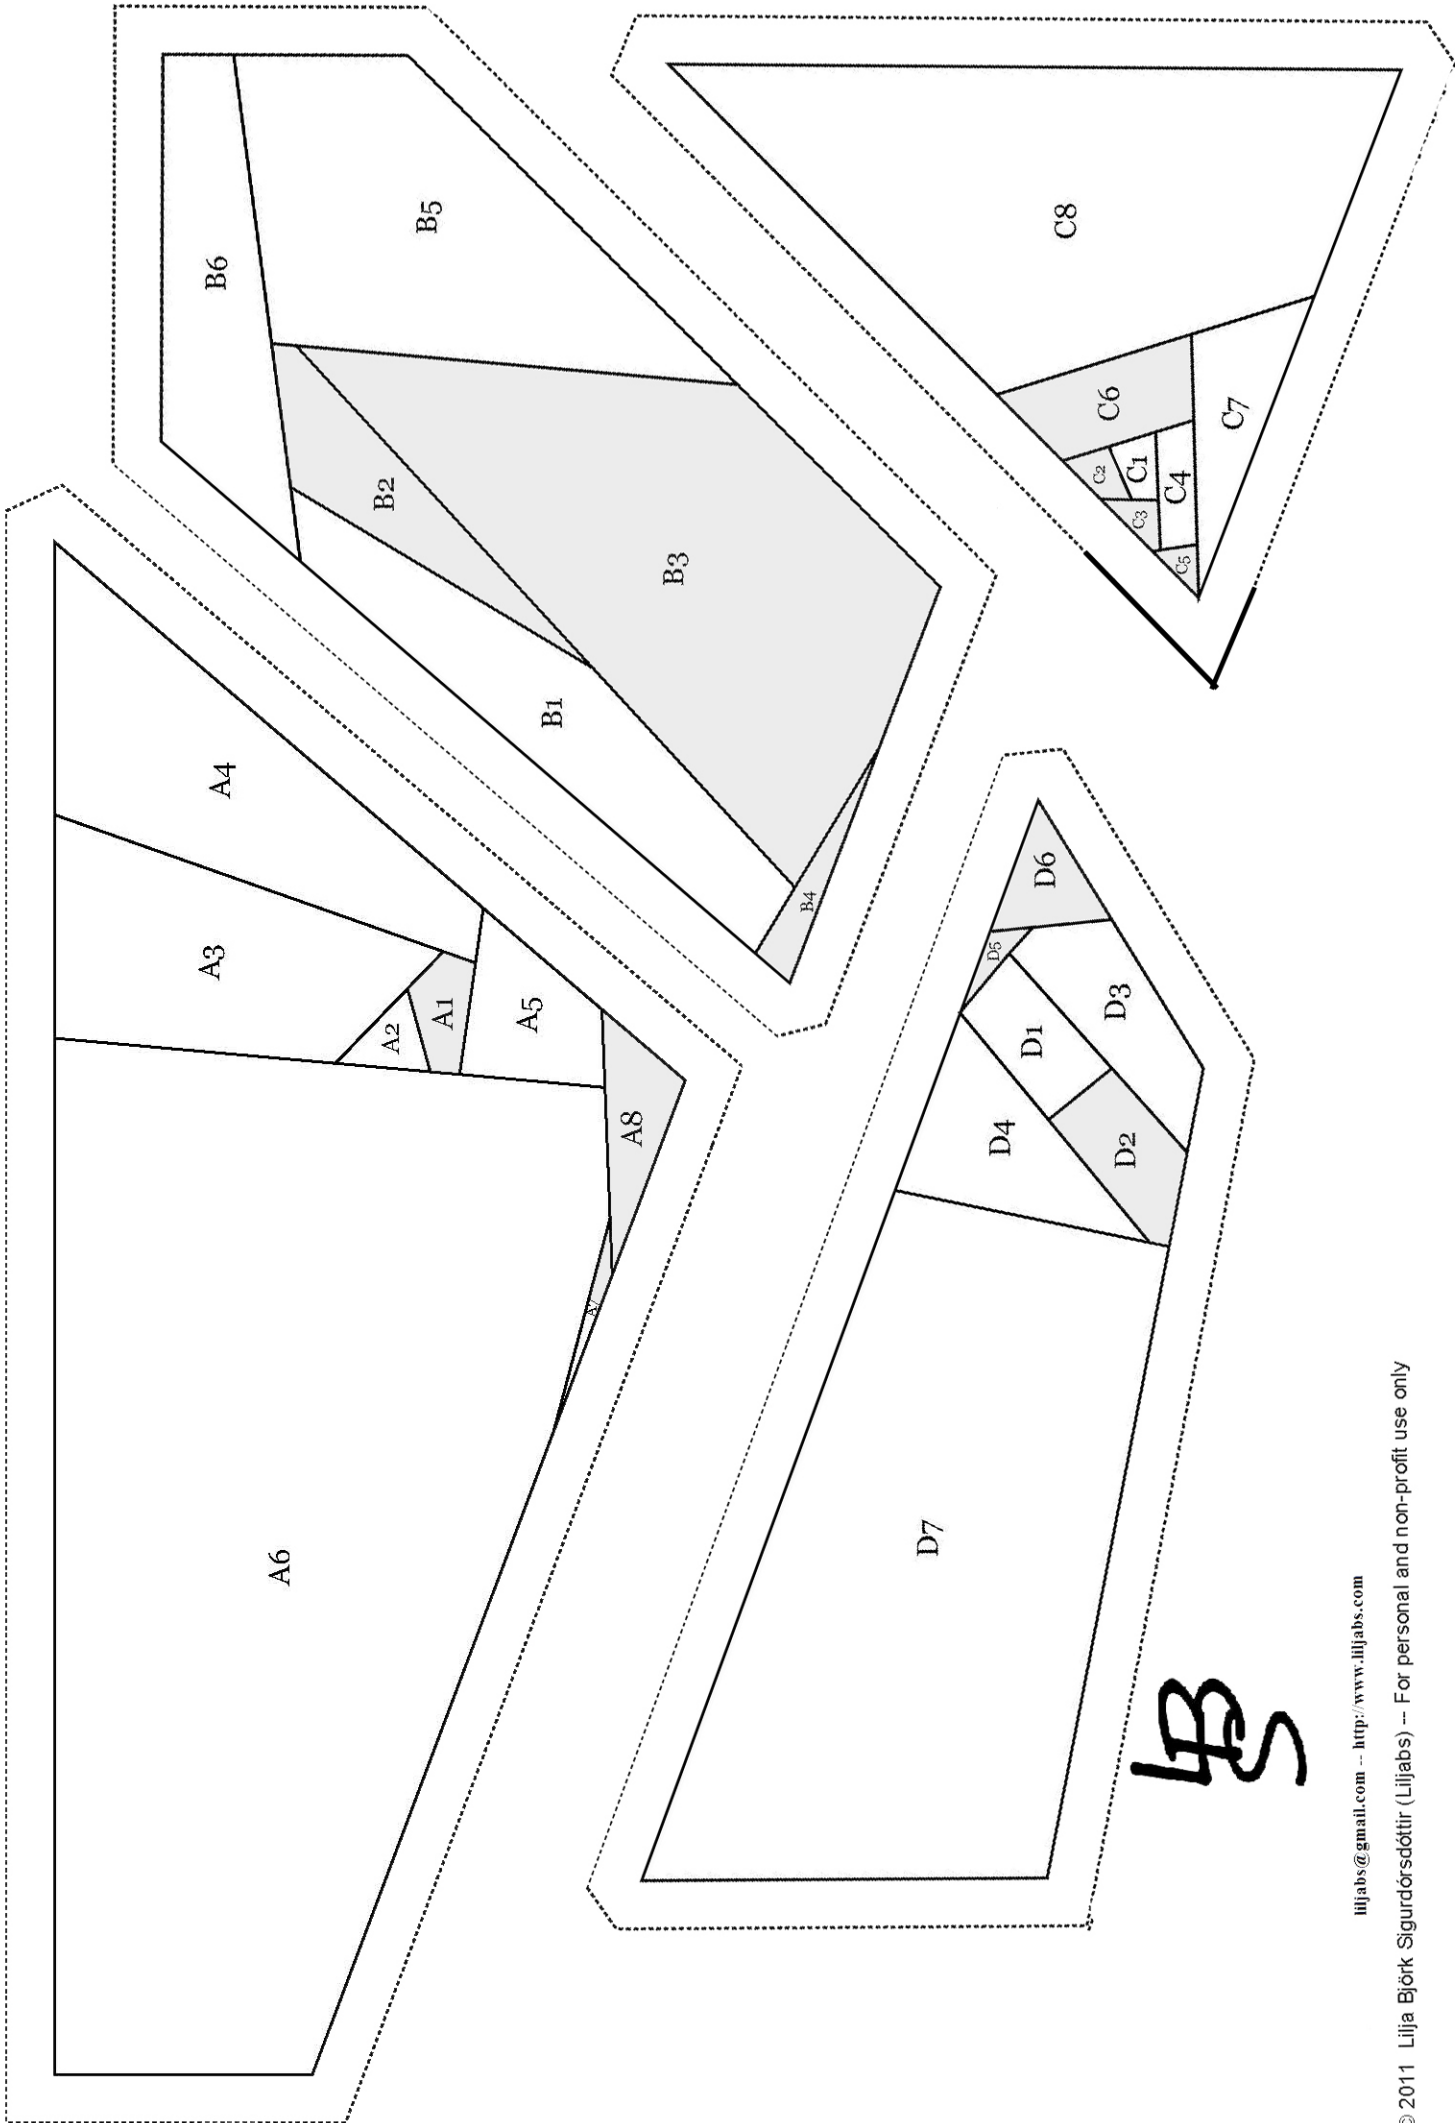 A1
A2
A3
A4
A5
A6
A7
A8
B1
B2
B3
B4
B5
B6
C1
C2
C3
C4
C5
C6
C7
C8
D1
D2
D3
D4
D5
D6
D7
LBS
liljabs@gmail.com -- http://www.liljabs.com
© 2011 Lilja Björk Sigurdórsdóttir (Liljabs) -- For personal and non-profit use only